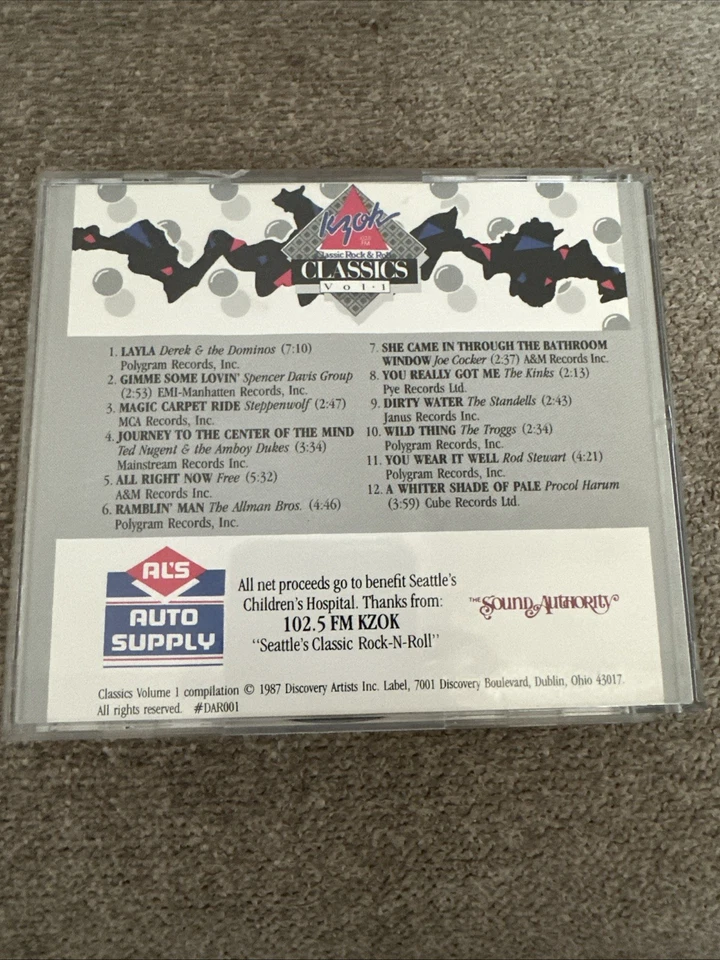 kzok
Classic Rock & Roll
CLASSICS
Vol·1
1. LAYLA Derek & the Dominos (7:10)
Polygram Records, Inc.
2. GIMME SOME LOVIN' Spencer Davis Group
(2:53) EMI-Manhatten Records, Inc.
3. MAGIC CARPET RIDE Steppenwolf (2:47)
MCA Records, Inc.
4. JOURNEY TO THE CENTER OF THE MIND
Ted Nugent & the Amboy Dukes (3:34)
Mainstream Records Inc.
5. ALL RIGHT NOW Free (5:32)
A&M Records Inc.
6. RAMBLIN' MAN The Allman Bros. (4:46)
Polygram Records, Inc.
7. SHE CAME IN THROUGH THE BATHROOM
WINDOW Joe Cocker (2:37) A&M Records Inc.
8. YOU REALLY GOT ME The Kinks (2:13)
Pye Records Ltd.
9. DIRTY WATER The Standells (2:43)
Janus Records Inc.
10. WILD THING The Troggs (2:34)
Polygram Records, Inc.
11. YOU WEAR IT WELL Rod Stewart (4:21)
Polygram Records, Inc.
12. A WHITER SHADE OF PALE Procol Harum
(3:59) Cube Records Ltd.
AL'S
AUTO
SUPPLY
All net proceeds go to benefit Seattle's
Children's Hospital. Thanks from:
102.5 FM KZOK
"Seattle's Classic Rock-N-Roll"
THE SOUND AUTHORITY
Classics Volume 1 compilation © 1987 Discovery Artists Inc. Label, 7001 Discovery Boulevard, Dublin, Ohio 43017.
All rights reserved. #DAR001